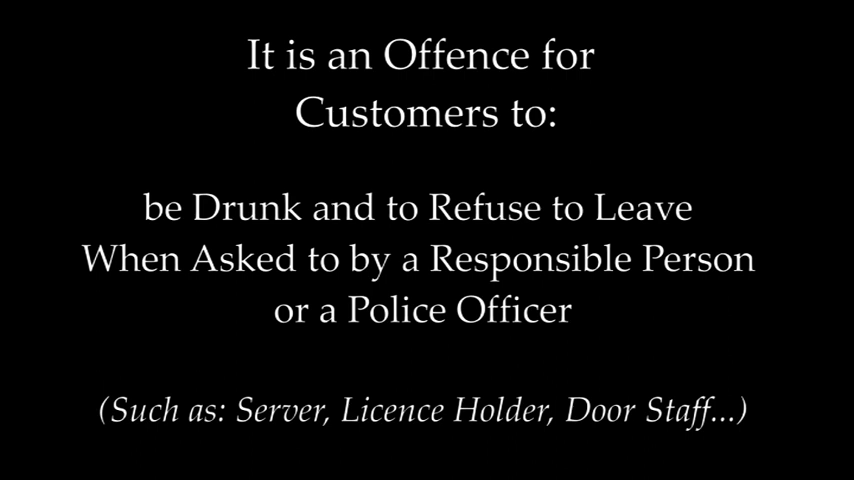 It is an Offence for
Customers to:
be Drunk and to Refuse to Leave
When Asked to by a Responsible Person
or a Police Officer
(Such as: Server, Licence Holder, Door Staff...)